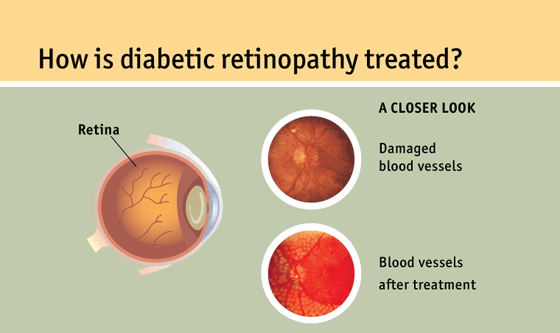 How is diabetic retinopathy treated?
Retina
A CLOSER LOOK
Damaged
blood vessels
Blood vessels
after treatment